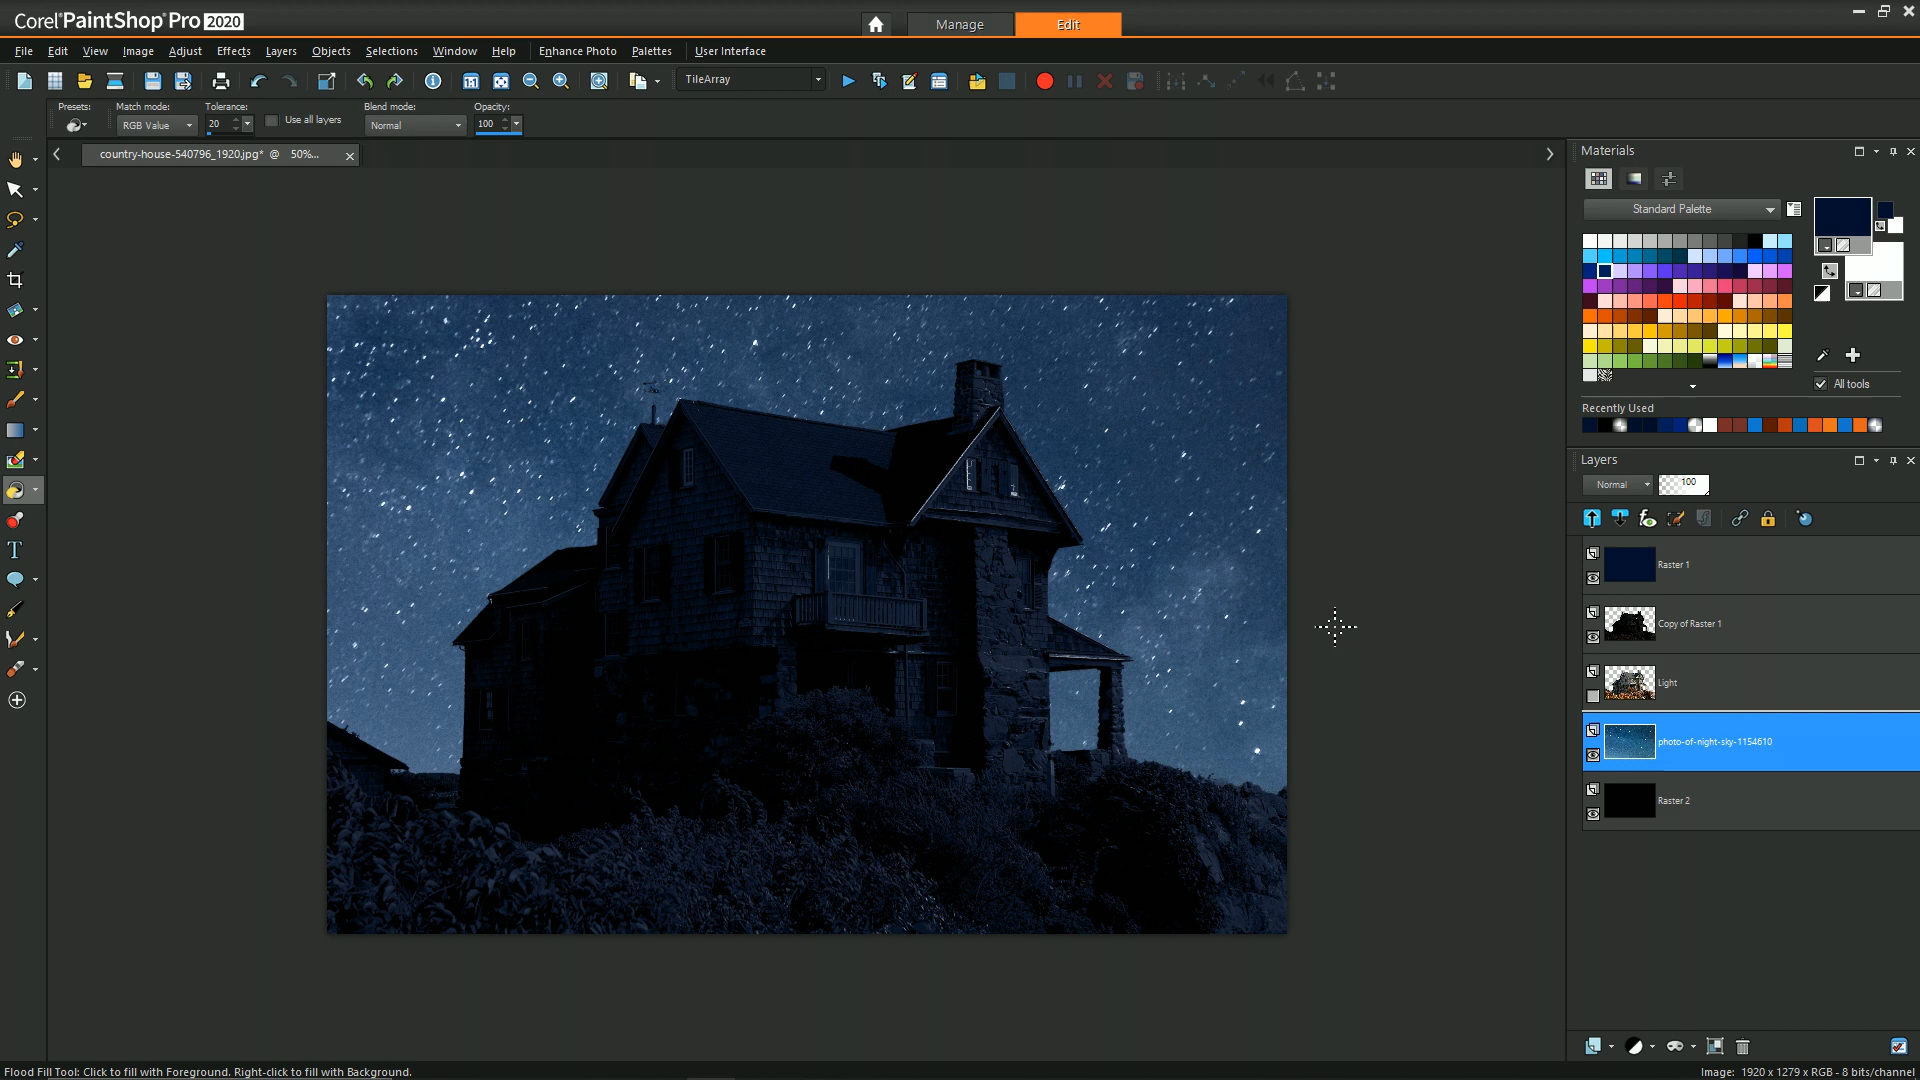 Corel PaintShop Pro 2020
Manage
Edit
File Edit View Image Adjust Effects Layers Objects Selections Window Help Enhance Photo Palettes User Interface
1:1
TileArray
Presets: Match mode: Tolerance: Blend mode: Opacity:
RGB Value 20 Use all layers Normal 100
country-house-540796_1920.jpg* @ 50%...
Materials
Standard Palette
All tools
Recently Used
Layers
Normal 100
Raster 1
Copy of Raster 1
Light
photo-of-night-sky-1154610
Raster 2
Flood Fill Tool: Click to fill with Foreground. Right-click to fill with Background.
Image: 1920 x 1279 x RGB - 8 bits/channel